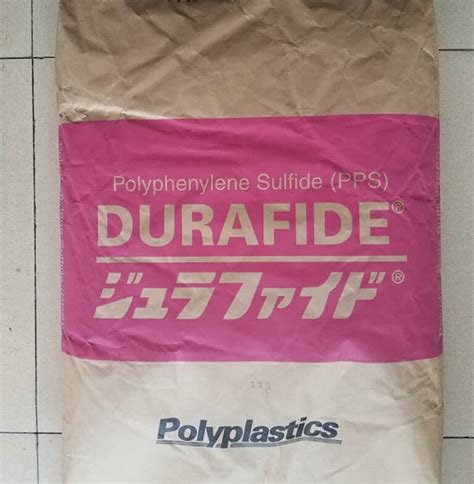 Polyphenylene Sulfide (PPS)
DURAFIDE®
ジュラファイド®
Polyplastics